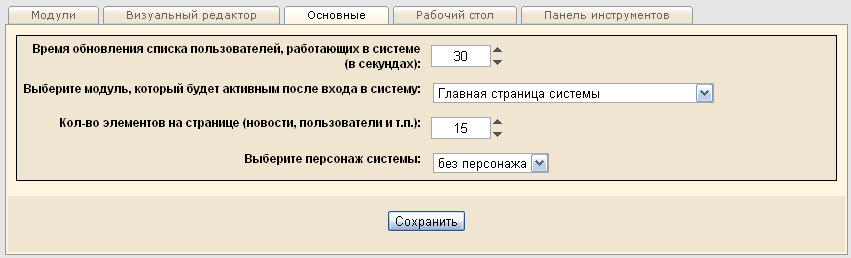 Модули Визуальный редактор Основные Рабочий стол Панель инструментов
Время обновления списка пользователей, работающих в системе
(в секундах): 30
Выберите модуль, который будет активным после входа в систему: Главная страница системы
Кол-во элементов на странице (новости, пользователи и т.п.): 15
Выберите персонаж системы: без персонажа
Сохранить